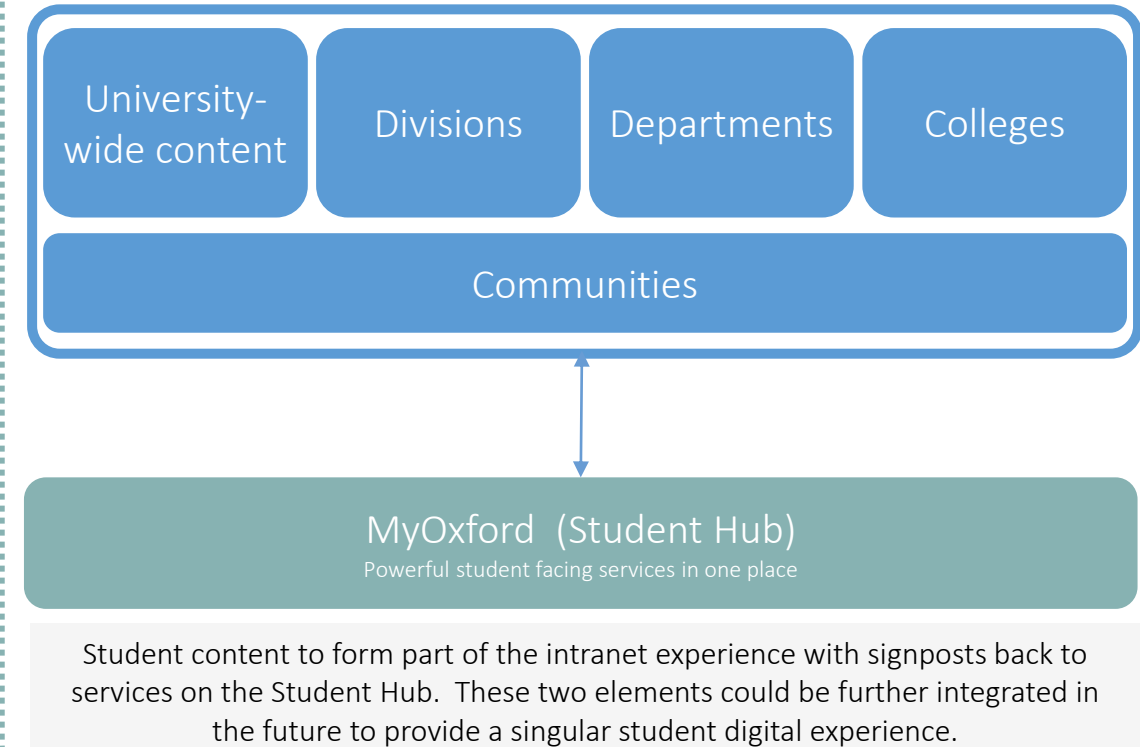 University-
wide content
Divisions
Departments
Colleges
Communities
MyOxford (Student Hub)
Powerful student facing services in one place
Student content to form part of the intranet experience with signposts back to
services on the Student Hub. These two elements could be further integrated in
the future to provide a singular student digital experience.